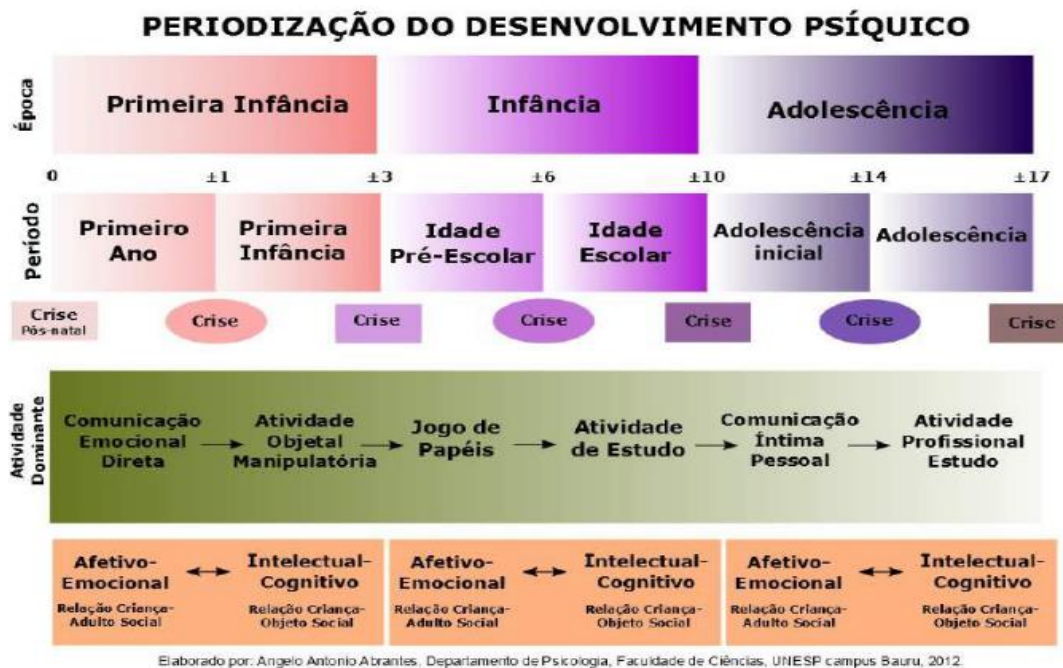 PERIODIZAÇÃO DO DESENVOLVIMENTO PSÍQUICO
Época
Primeira Infância
Infância
Adolescência
0 ±1 ±3 ±6 ±10 ±14 ±17
Período
Primeiro
Ano
Primeira
Infância
Idade
Pré-Escolar
Idade
Escolar
Adolescência
inicial
Adolescência
Crise
Pós-natal
Crise
Crise
Crise
Crise
Crise
Crise
Atividade
Dominante
Comunicação
Emocional
Direta
Atividade
Objetal
Manipulatória
Jogo de
Papéis
Atividade
de Estudo
Comunicação
Íntima
Pessoal
Atividade
Profissional
Estudo
Afetivo-
Emocional
Relação Criança-
Adulto Social
Intelectual-
Cognitivo
Relação Criança-
Objeto Social
Afetivo-
Emocional
Relação Criança-
Adulto Social
Intelectual-
Cognitivo
Relação Criança-
Objeto Social
Afetivo-
Emocional
Relação Criança-
Adulto Social
Intelectual-
Cognitivo
Relação Criança-
Objeto Social
Elaborado por: Angelo Antonio Abrantes, Departamento de Psicologia, Faculdade de Ciências, UNESP campus Bauru, 2012